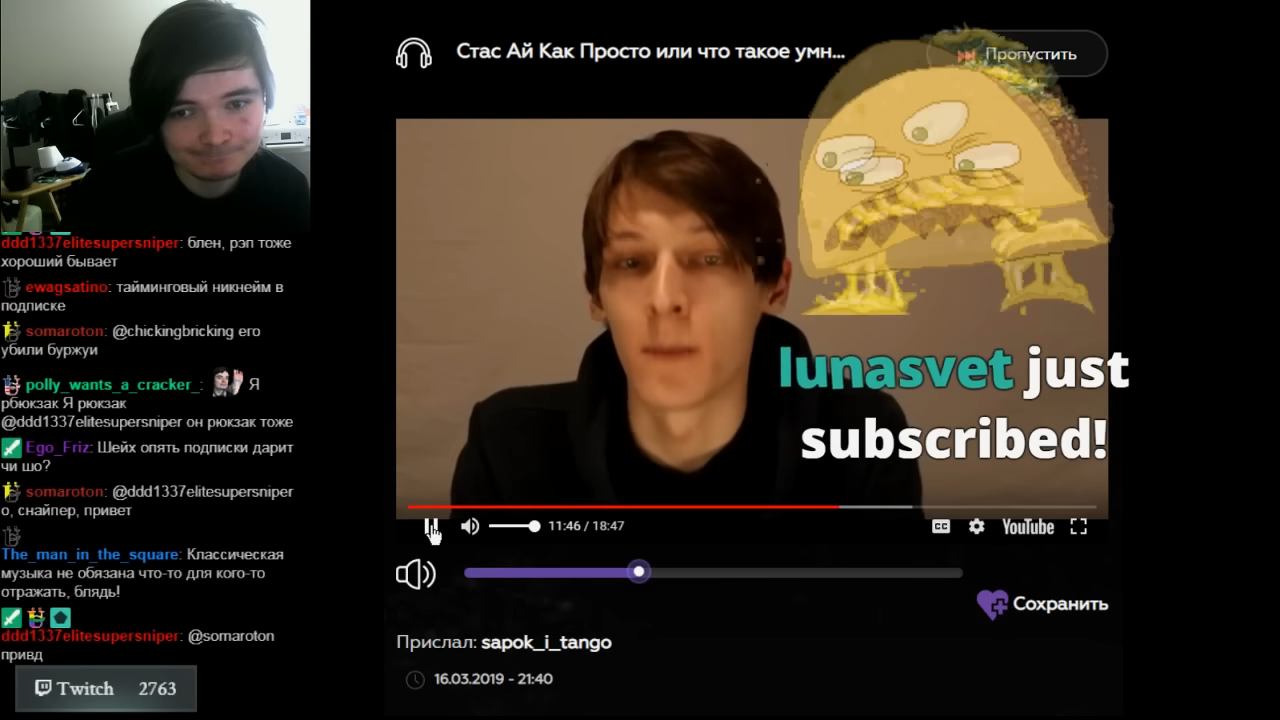 Стас Ай Как Просто или что такое умн...
Пропустить
ddd1337elitesupersniper: блен, рэп тоже
хороший бывает
ewagsatino: тайминговый никнейм в
подписке
somaroton: @chickingbricking его
убили буржуи
polly_wants_a_cracker_: Я
рбюкзак Я рюкзак
@ddd1337elitesupersniper он рюкзак тоже
Ego_Friz: Шейх опять подписки дарит
чи шо?
somaroton: @ddd1337elitesupersniper
о, снайпер, привет
The_man_in_the_square: Классическая
музыка не обязана что-то для кого-то
отражать, блядь!
ddd1337elitesupersniper: @somaroton
привд
Twitch 2763
lunasvet just
subscribed!
11:46 / 18:47
CC
YouTube
Сохранить
Прислал: sapok_i_tango
16.03.2019 - 21:40